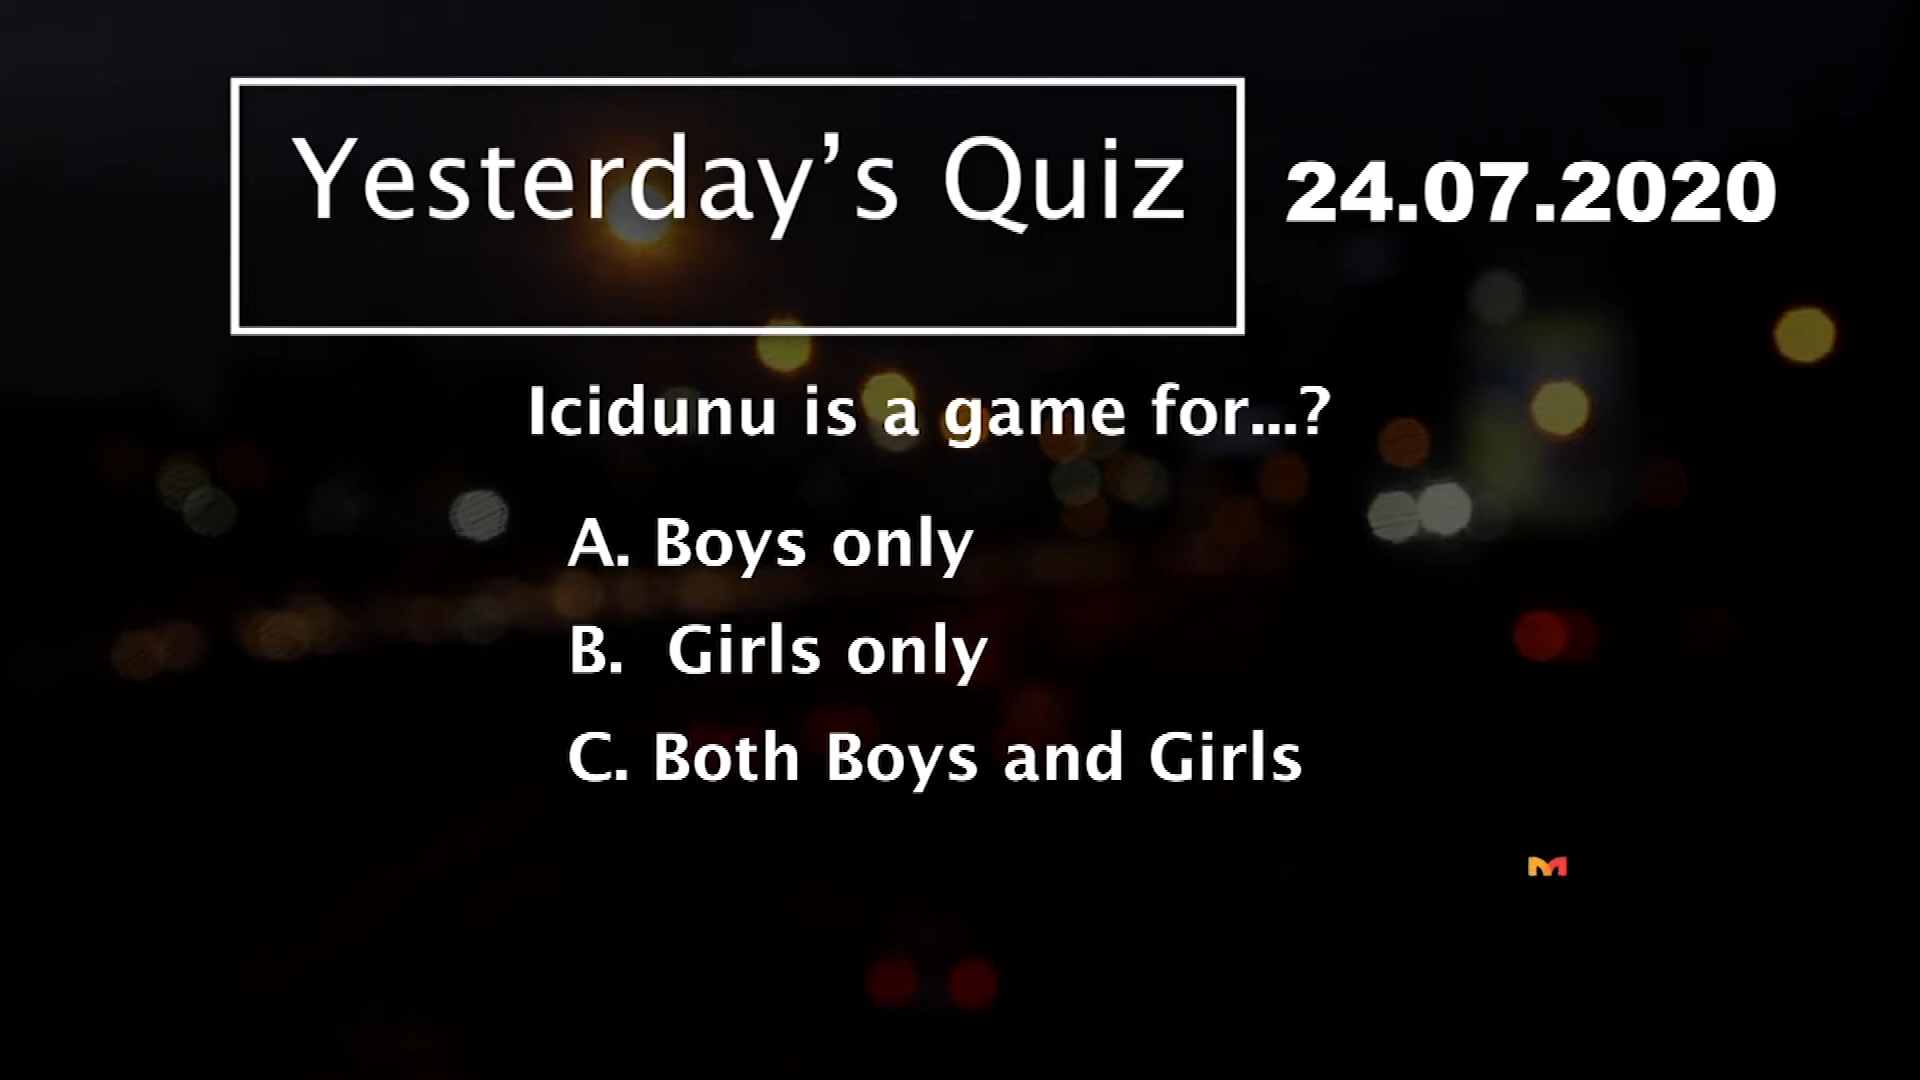 Yesterday’s Quiz
24.07.2020
Icidunu is a game for...?
A. Boys only
B. Girls only
C. Both Boys and Girls